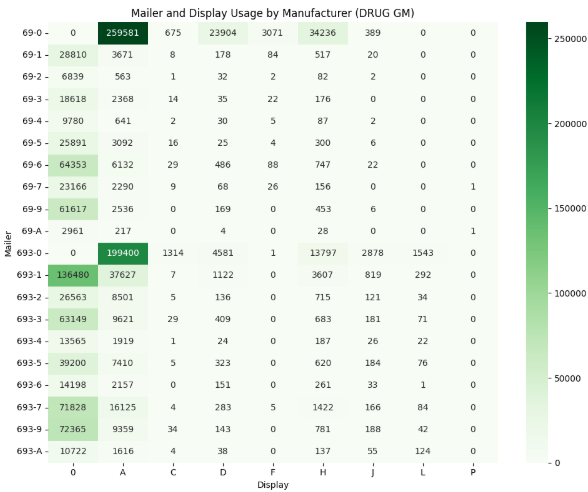 Mailer and Display Usage by Manufacturer (DRUG GM)
69-0 0 259581 675 23904 3071 34236 389 0 0
69-1 28810 3671 8 178 84 517 20 0 0
69-2 6839 563 1 32 2 82 2 0 0
69-3 18618 2368 14 35 22 176 0 0 0
69-4 9780 641 2 30 5 87 2 0 0
69-5 25891 3092 16 25 4 300 6 0 0
69-6 64353 6132 29 486 88 747 22 0 0
69-7 23166 2290 9 68 26 156 0 0 1
69-9 61617 2536 0 169 0 453 6 0 0
69-A 2961 217 0 4 0 28 0 0 1
693-0 0 199400 1314 4581 1 13797 2878 1543 0
693-1 136480 37627 7 1122 0 3607 819 292 0
693-2 26563 8501 5 136 0 715 121 34 0
693-3 63149 9621 29 409 0 683 181 71 0
693-4 13565 1919 1 24 0 187 26 22 0
693-5 39200 7410 5 323 0 620 184 76 0
693-6 14198 2157 0 151 0 261 33 1 0
693-7 71828 16125 4 283 5 1422 166 84 0
693-9 72365 9359 34 143 0 781 188 42 0
693-A 10722 1616 4 38 0 137 55 124 0
0 A C D F H J L P
Display
Mailer
250000
200000
150000
100000
50000
0